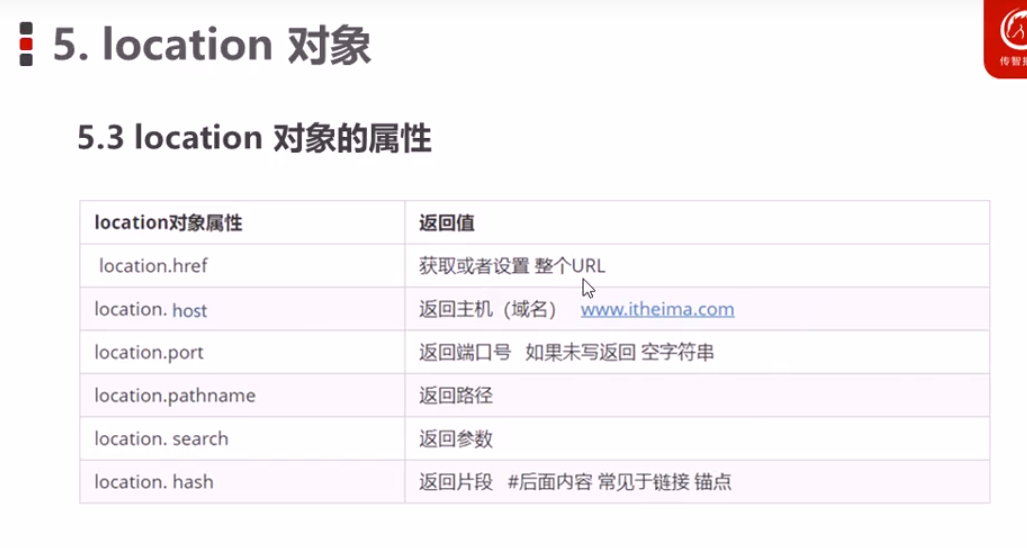 5. location 对象
传智
5.3 location 对象的属性
location对象属性 返回值
location.href 获取或者设置 整个URL
location. host 返回主机（域名） www.itheima.com
location.port 返回端口号 如果未写返回 空字符串
location.pathname 返回路径
location. search 返回参数
location. hash 返回片段 #后面内容 常见于链接 锚点